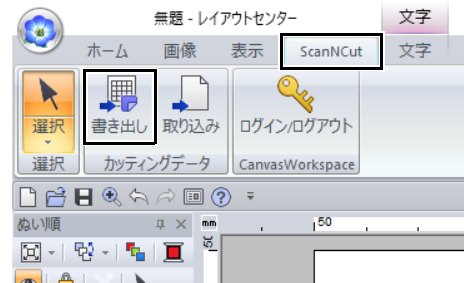 無題 - レイアウトセンター
文字
ホーム 画像 表示 ScanNCut 文字
選択 書き出し 取り込み ログイン/ログアウト
選択 カッティングデータ CanvasWorkspace
ぬい順
mm 50
50